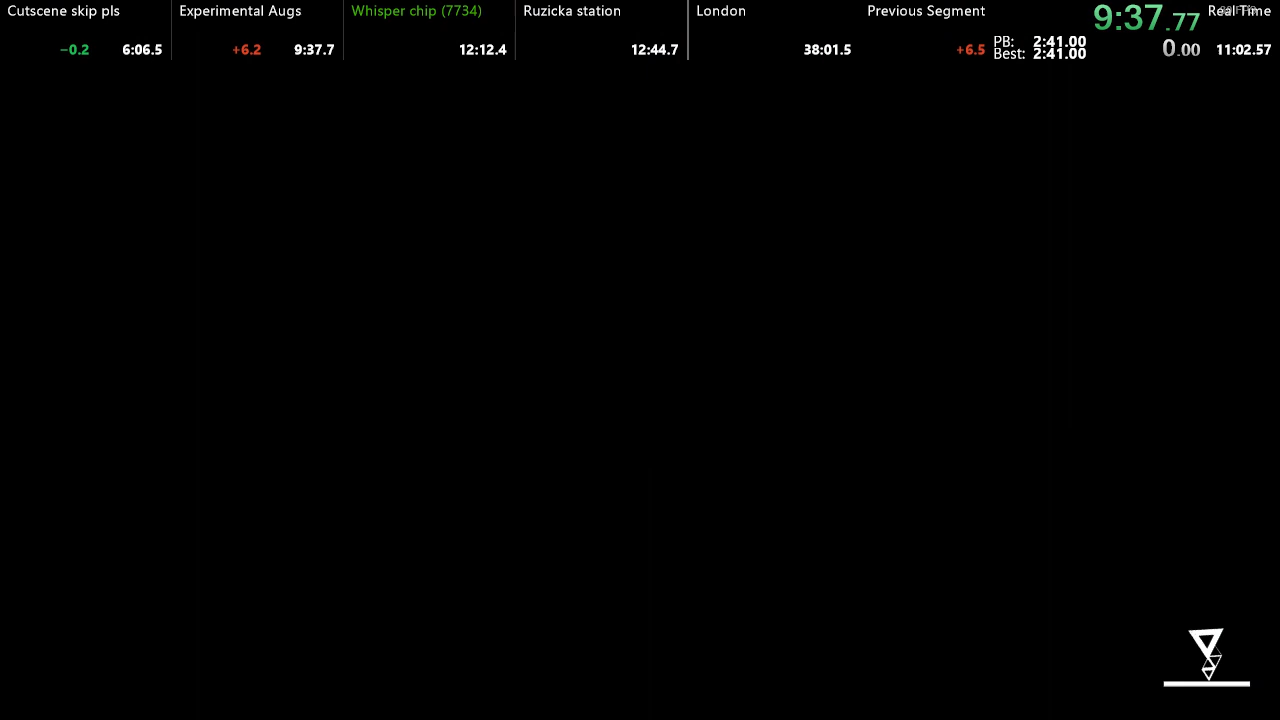 Cutscene skip pls
−0.2 6:06.5
Experimental Augs
+6.2 9:37.7
Whisper chip (7734)
12:12.4
Ruzicka station
12:44.7
London
38:01.5
Previous Segment
+6.5
PB: 2:41.00
Best: 2:41.00
9:37.77
0.00
Real Time
11:02.57